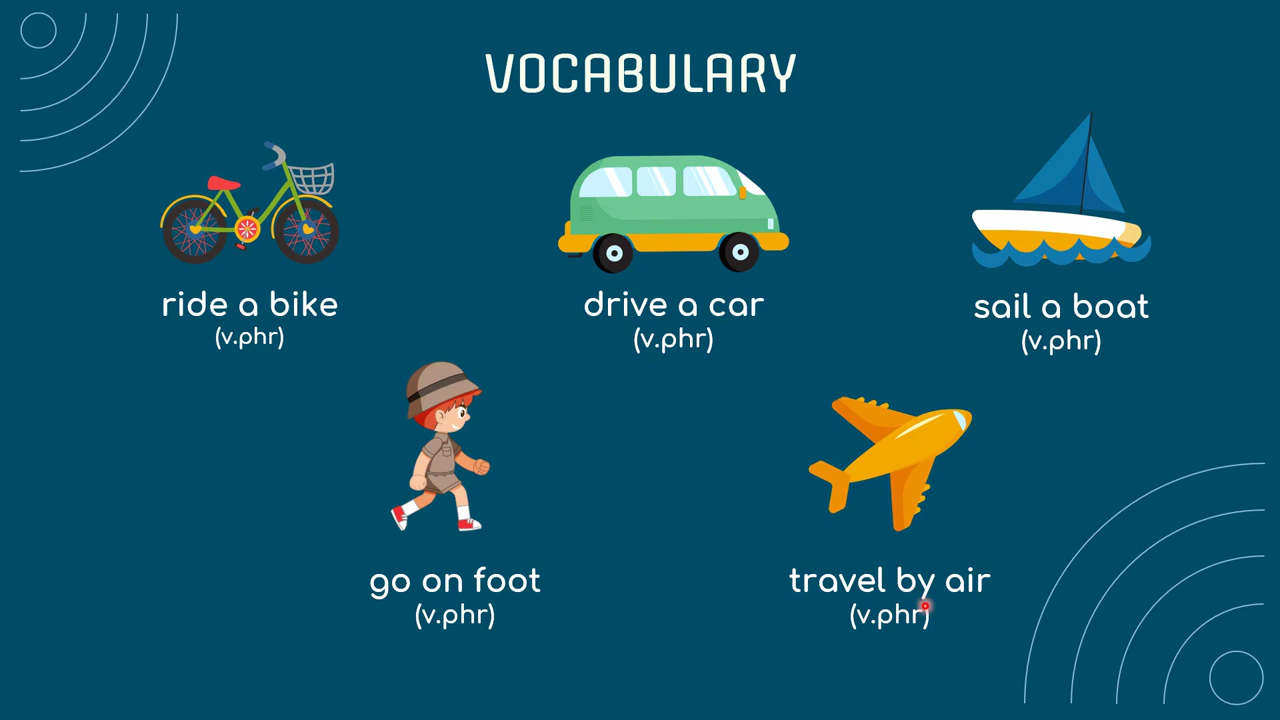 VOCABULARY
ride a bike
(v.phr)
drive a car
(v.phr)
sail a boat
(v.phr)
go on foot
(v.phr)
travel by air
(v.phr)